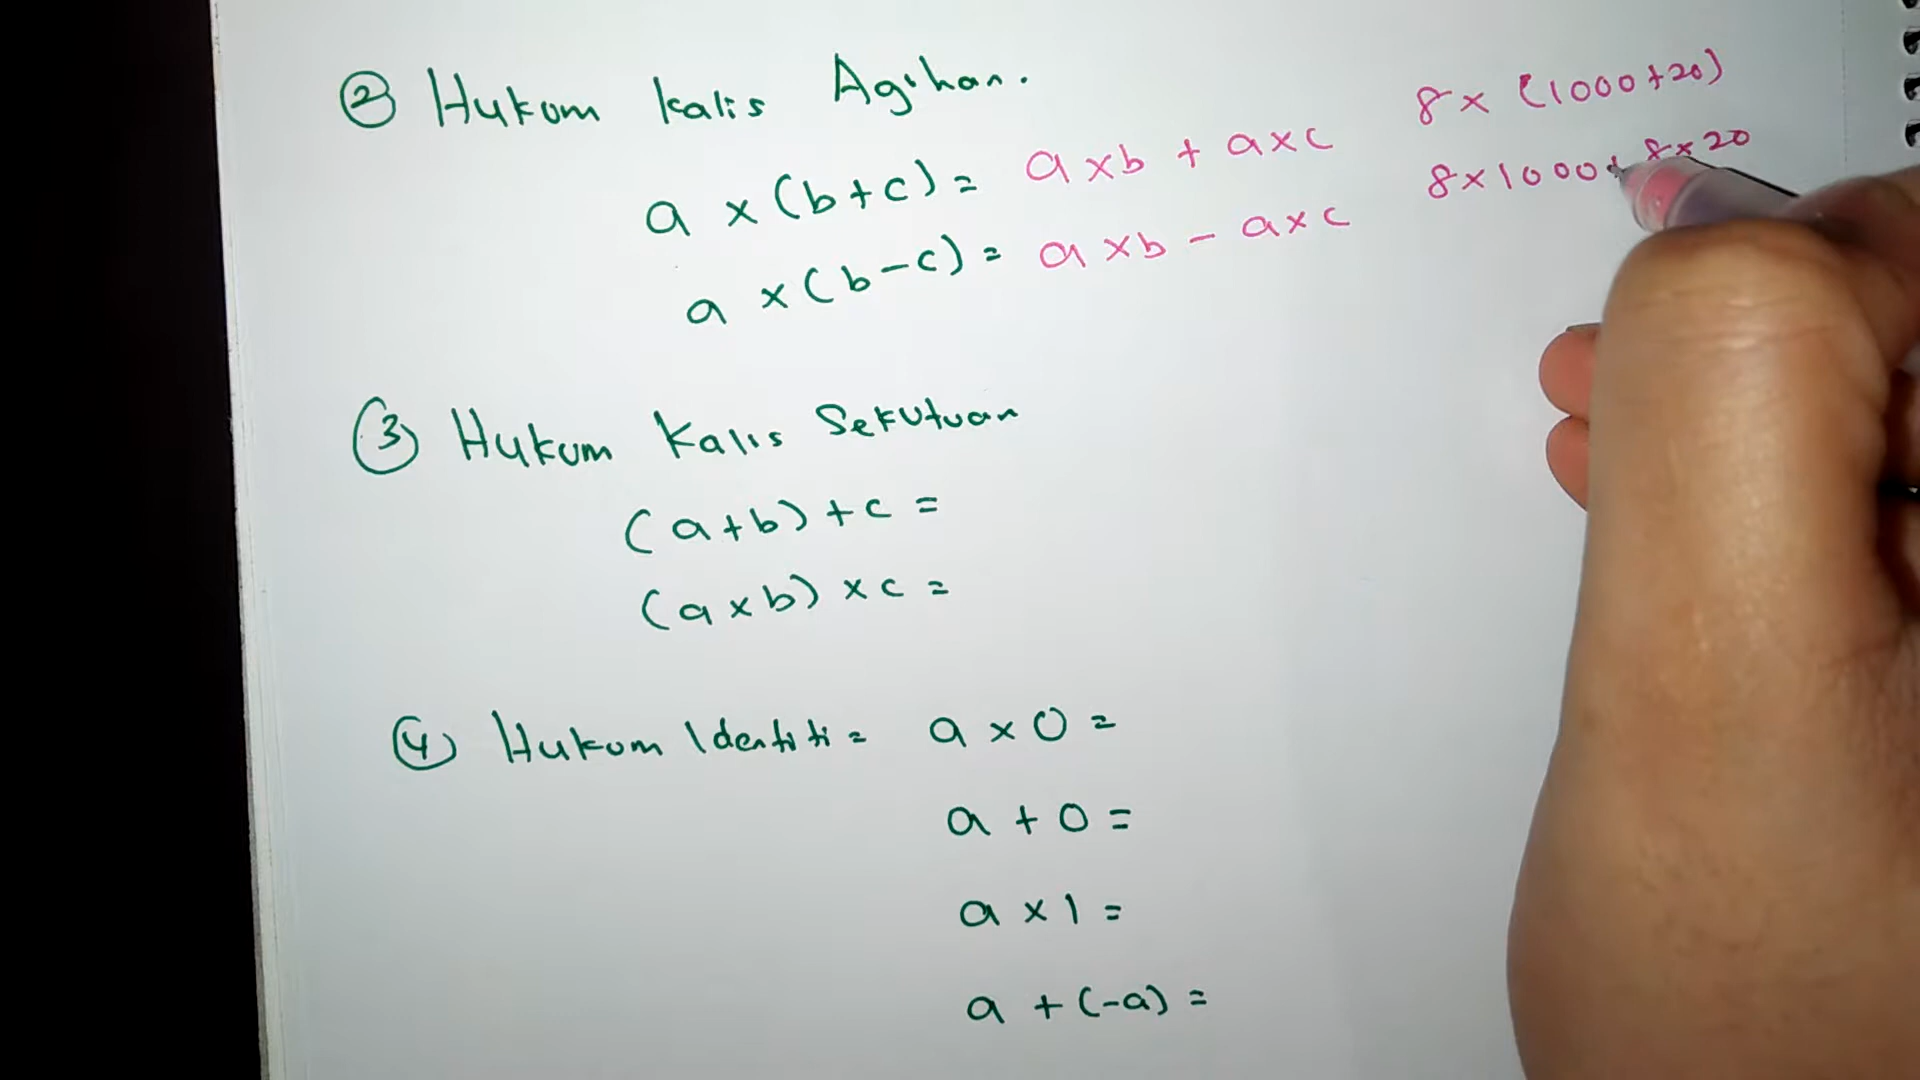 ② Hukum Kalis Agihan.
a × (b+c) = a×b + a×c
a × (b-c) = a×b - a×c
8 × (1000+20)
8×1000+ 8×20
③ Hukum Kalis Sekutuan
(a+b) + c =
(a×b) × c =
④ Hukum Identiti = a × 0 =
a + 0 =
a × 1 =
a + (-a) =